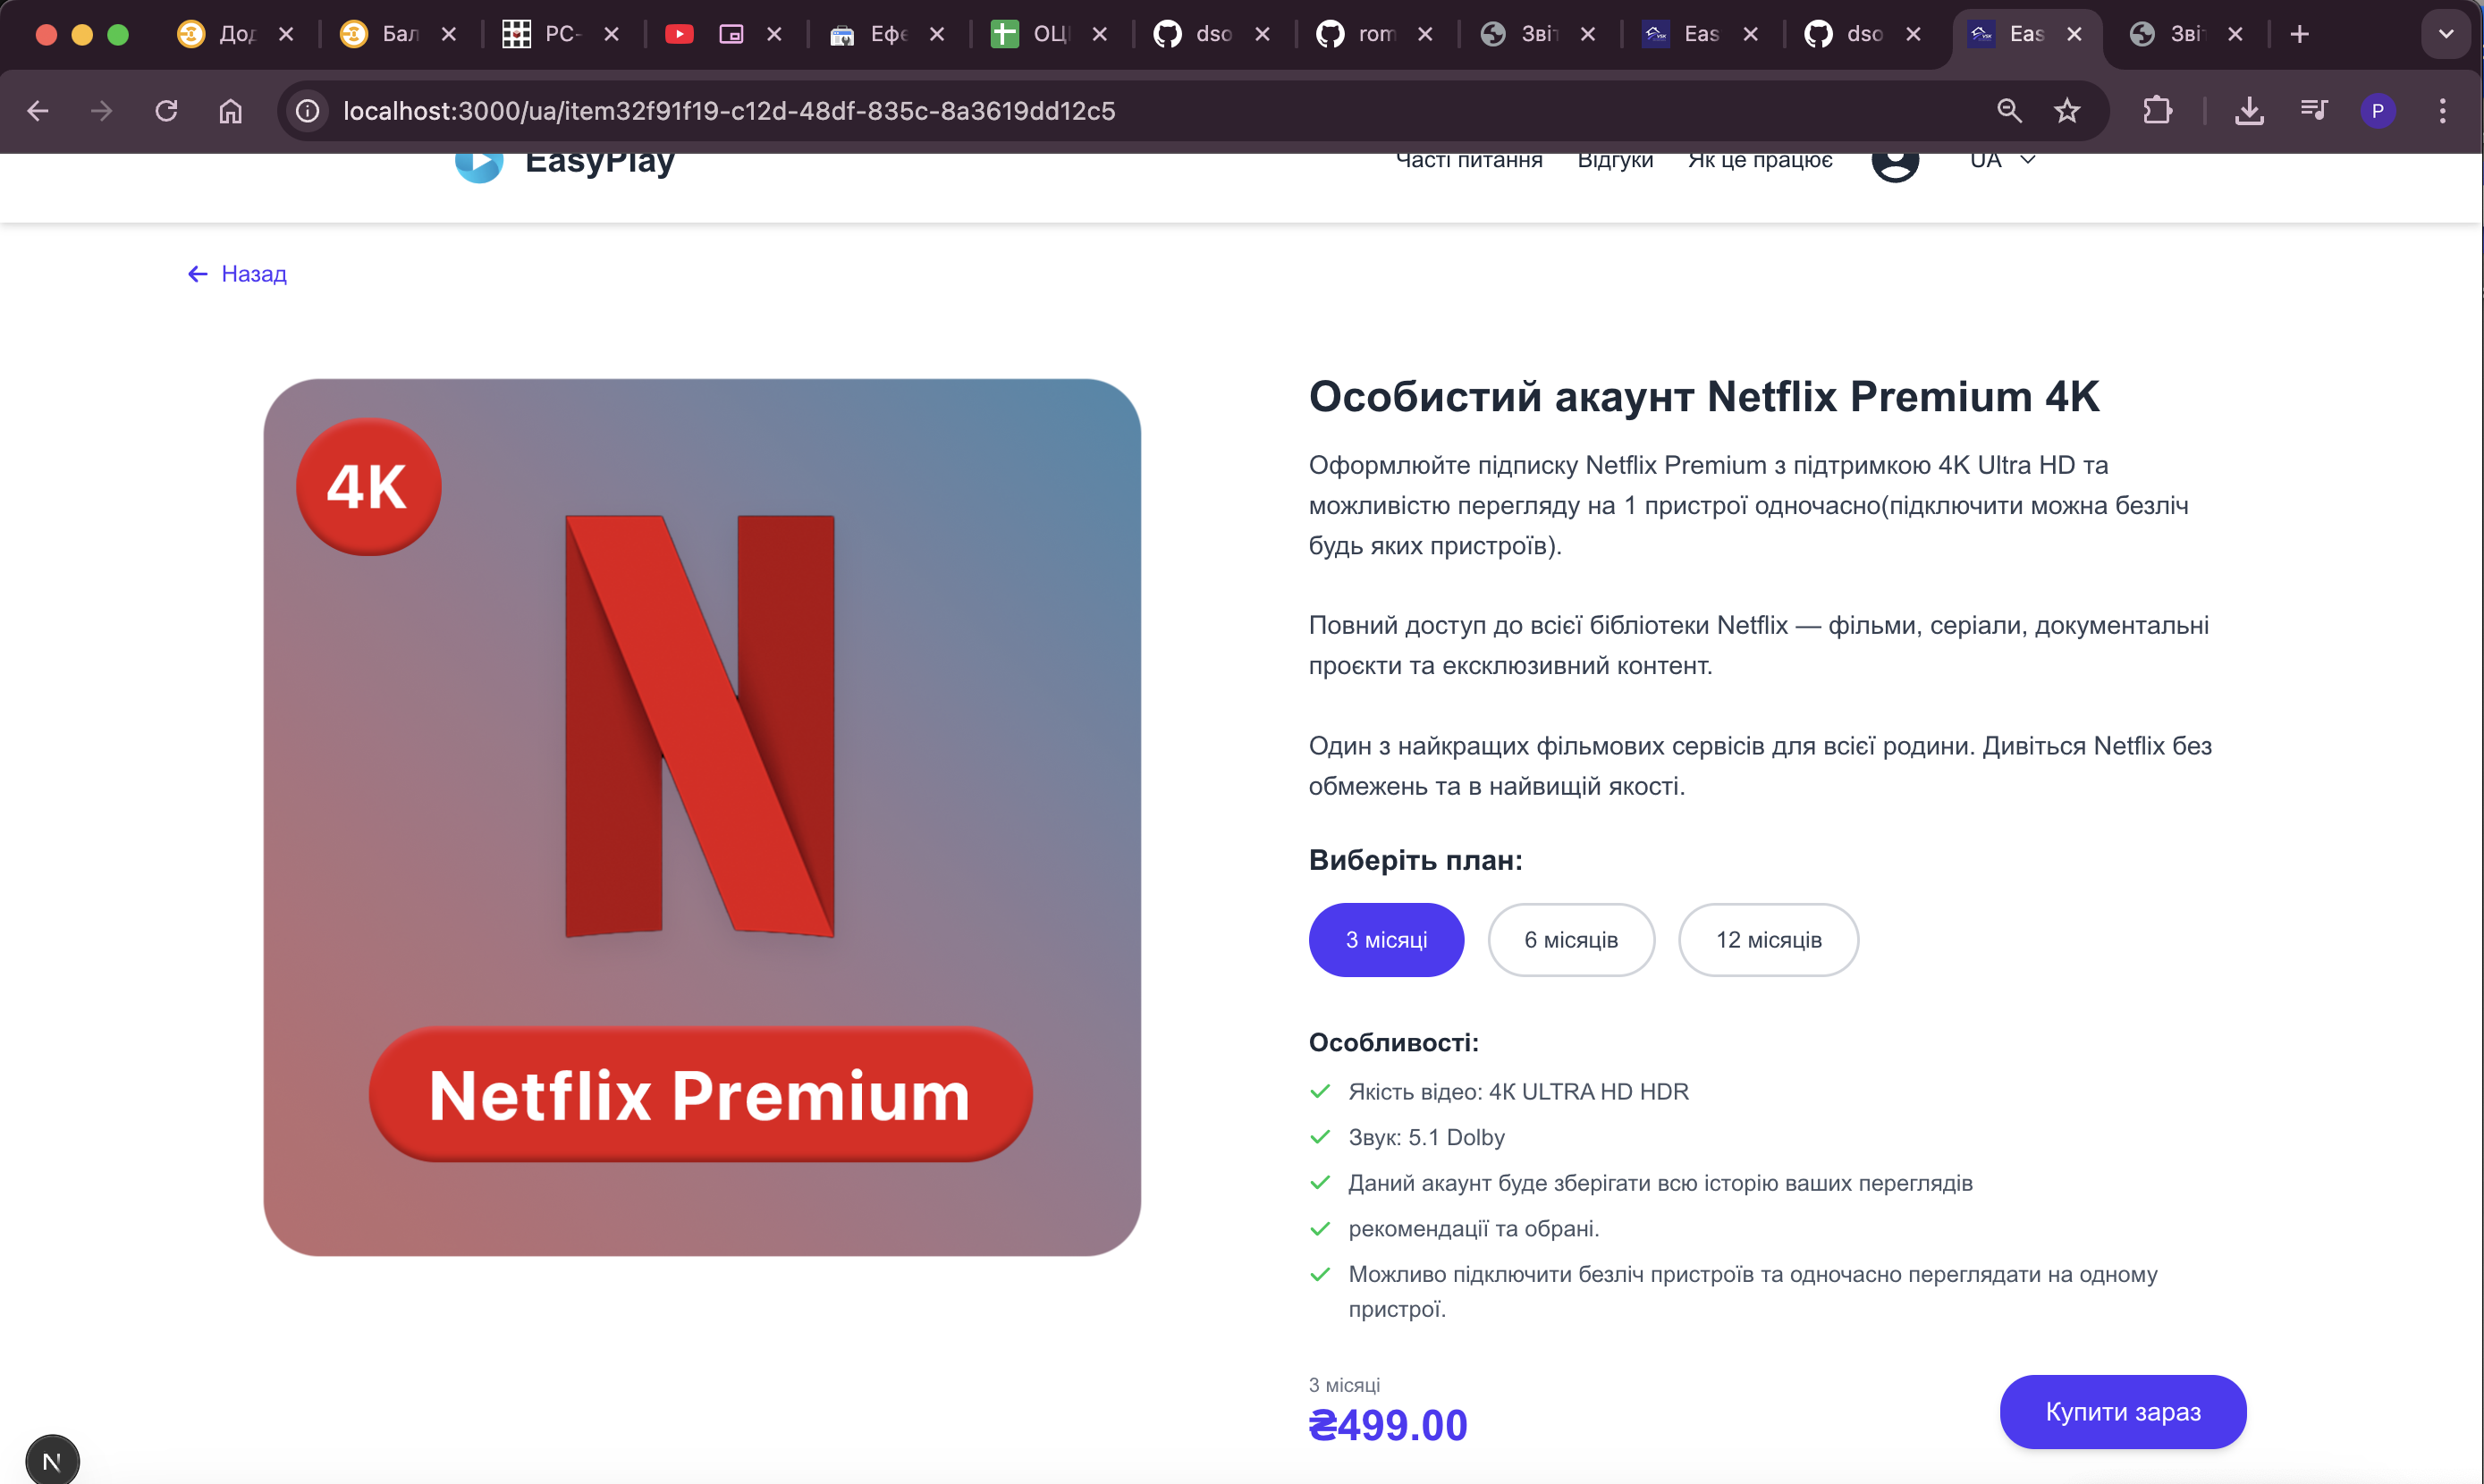 Дод
Бал
PC-
Ефе
ОЦ
dso
rom
Зві
Eas
dso
Eas
Зві
localhost:3000/ua/item32f91f19-c12d-48df-835c-8a3619dd12c5
P
EasyPlay
Часті питання
Відгуки
Як це працює
UA
Назад
4K
Netflix Premium
Особистий акаунт Netflix Premium 4K
Оформлюйте підписку Netflix Premium з підтримкою 4K Ultra HD та
можливістю перегляду на 1 пристрої одночасно(підключити можна безліч
будь яких пристроїв).
Повний доступ до всієї бібліотеки Netflix — фільми, серіали, документальні
проєкти та ексклюзивний контент.
Один з найкращих фільмових сервісів для всієї родини. Дивіться Netflix без
обмежень та в найвищій якості.
Виберіть план:
3 місяці
6 місяців
12 місяців
Особливості:
Якість відео: 4K ULTRA HD HDR
Звук: 5.1 Dolby
Даний акаунт буде зберігати всю історію ваших переглядів
рекомендації та обрані.
Можливо підключити безліч пристроїв та одночасно переглядати на одному
пристрої.
3 місяці
₴499.00
Купити зараз
N